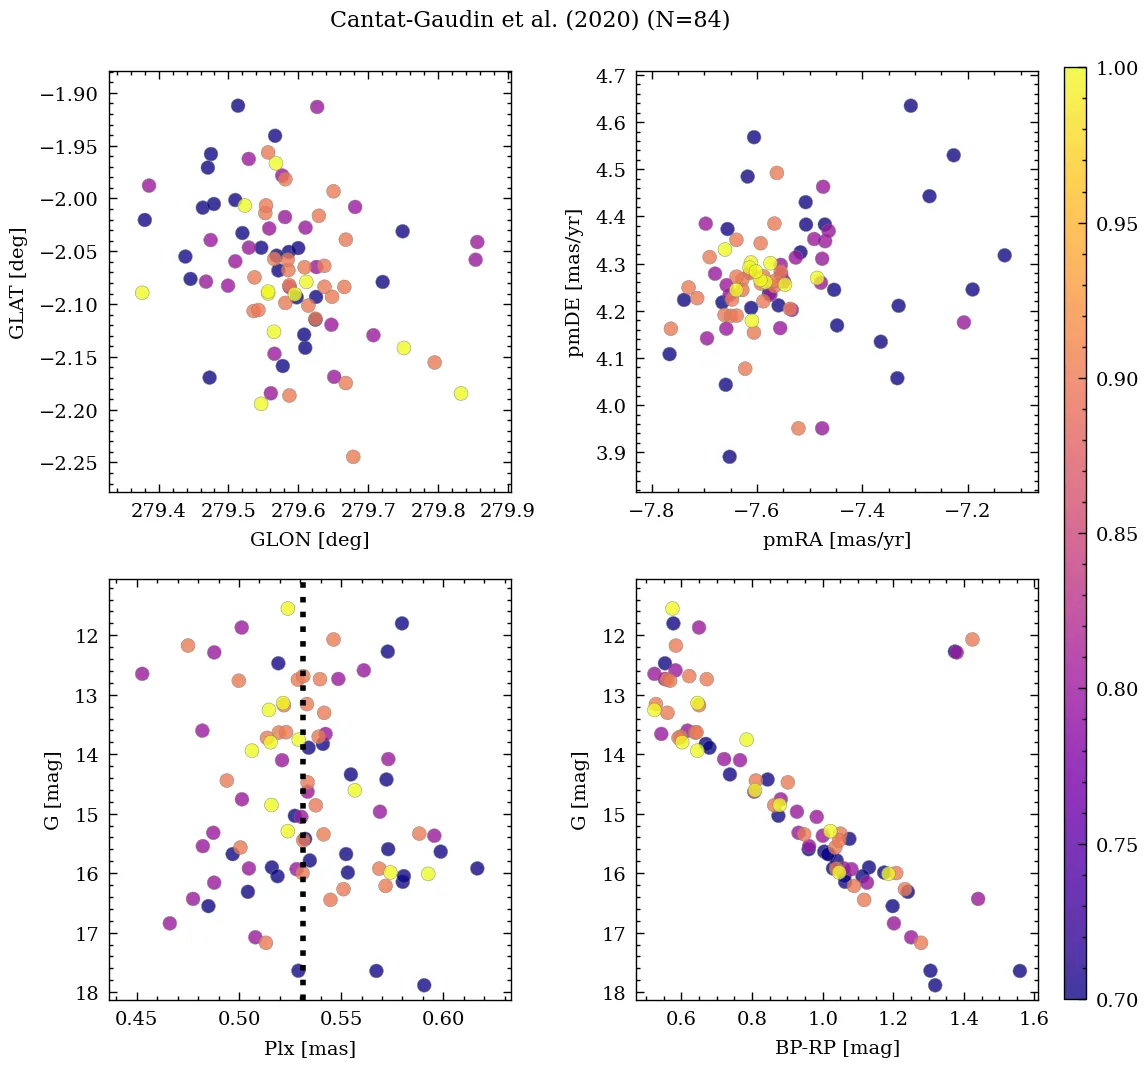 Cantat-Gaudin et al. (2020) (N=84)
−1.90
−1.95
−2.00
−2.05
−2.10
−2.15
−2.20
−2.25
GLAT [deg]
279.4 279.5 279.6 279.7 279.8 279.9
GLON [deg]
4.7
4.6
4.5
4.4
4.3
4.2
4.1
4.0
3.9
pmDE [mas/yr]
−7.8 −7.6 −7.4 −7.2
pmRA [mas/yr]
12
13
14
15
16
17
18
G [mag]
0.45 0.50 0.55 0.60
Plx [mas]
12
13
14
15
16
17
18
G [mag]
0.6 0.8 1.0 1.2 1.4 1.6
BP-RP [mag]
1.00
0.95
0.90
0.85
0.80
0.75
0.70